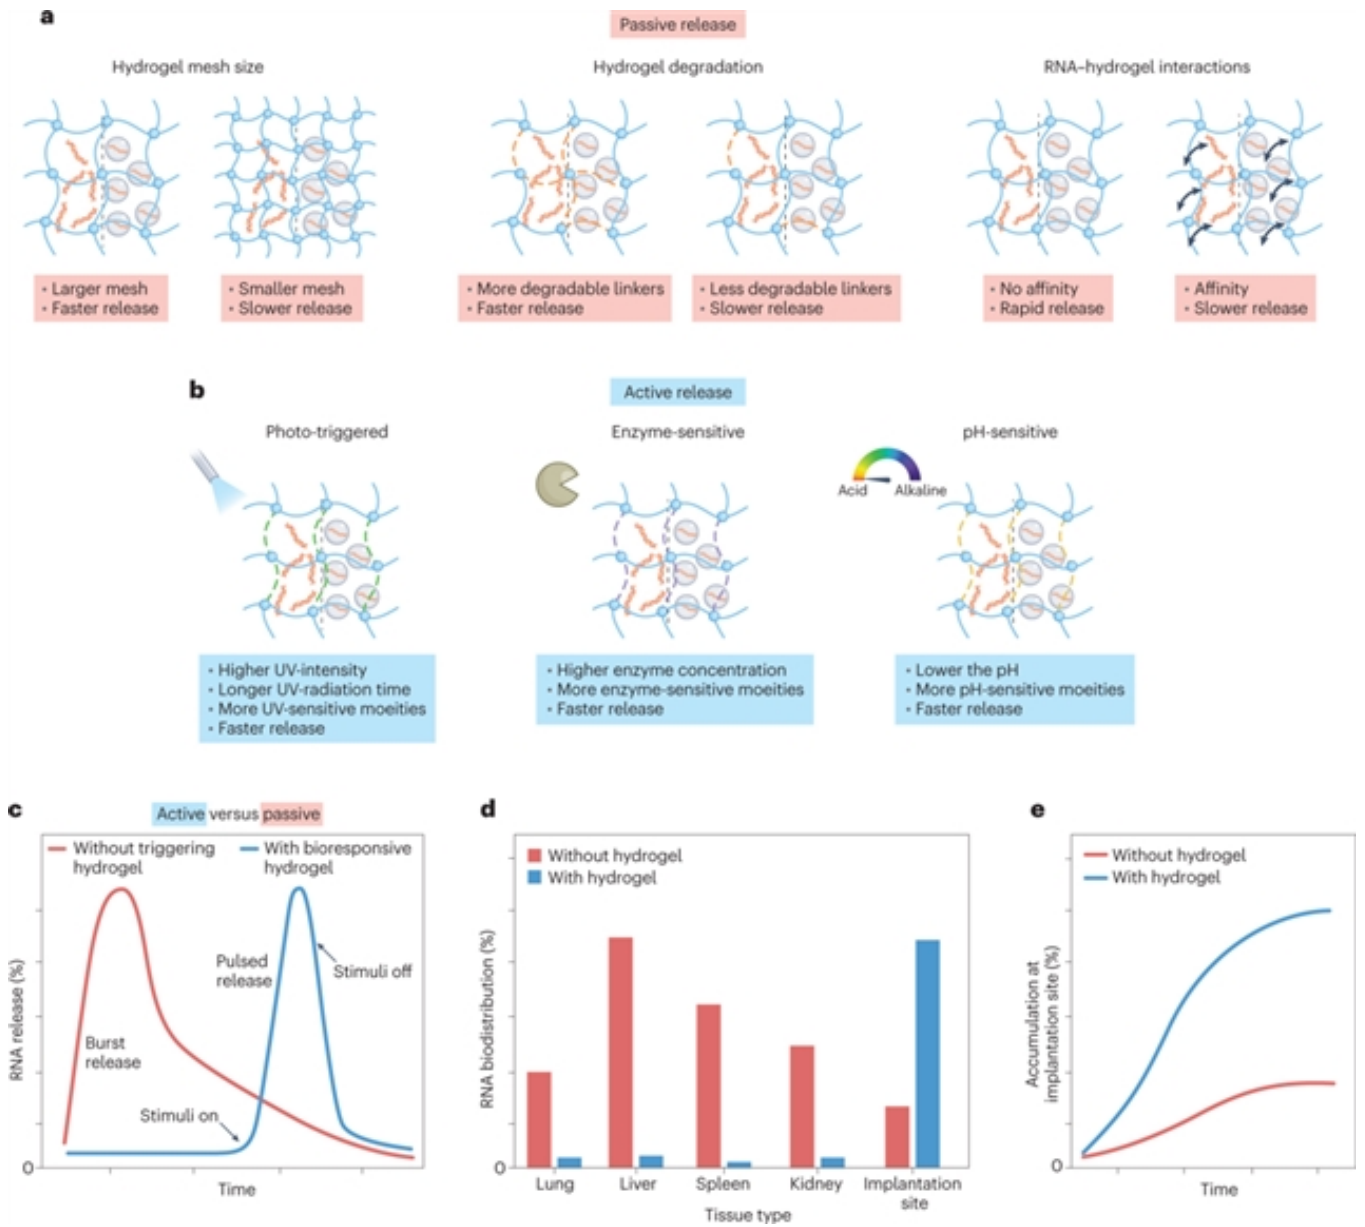 a
Passive release
Hydrogel mesh size
Hydrogel degradation
RNA–hydrogel interactions
• Larger mesh
• Faster release
• Smaller mesh
• Slower release
• More degradable linkers
• Faster release
• Less degradable linkers
• Slower release
• No affinity
• Rapid release
• Affinity
• Slower release
b
Active release
Photo-triggered
Enzyme-sensitive
pH-sensitive
Acid
Alkaline
• Higher UV-intensity
• Longer UV-radiation time
• More UV-sensitive moeities
• Faster release
• Higher enzyme concentration
• More enzyme-sensitive moeities
• Faster release
• Lower the pH
• More pH-sensitive moeities
• Faster release
c
Active versus passive
Without triggering
hydrogel
With bioresponsive
hydrogel
RNA release (%)
Burst
release
Pulsed
release
Stimuli off
Stimuli on
0
Time
d
Without hydrogel
With hydrogel
RNA biodistribution (%)
0
Lung
Liver
Spleen
Kidney
Implantation
site
Tissue type
e
Without hydrogel
With hydrogel
Accumulation at
implantation site (%)
0
Time